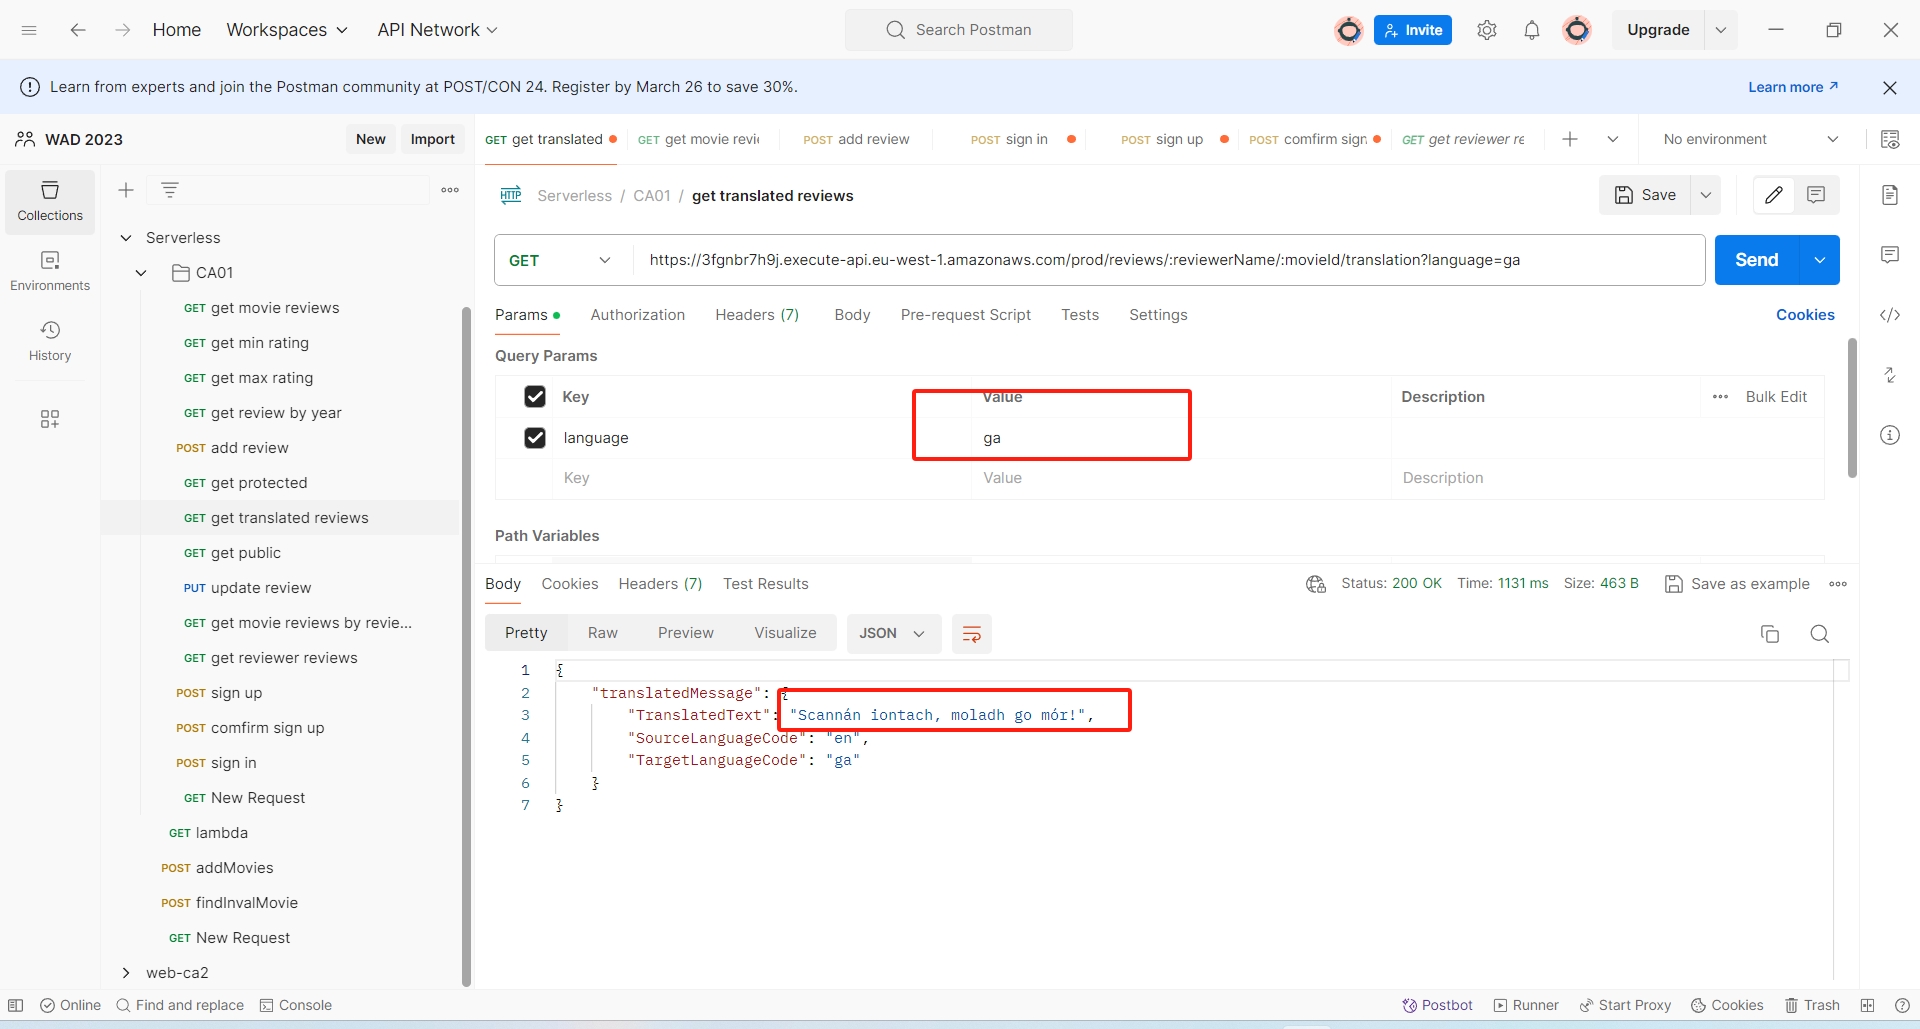 Home Workspaces API Network Search Postman Invite Upgrade
Learn from experts and join the Postman community at POST/CON 24. Register by March 26 to save 30%. Learn more
WAD 2023 New Import
GET get translated GET get movie revi POST add review POST sign in POST sign up POST comfirm sign GET get reviewer re No environment
Collections
Environments
History
Serverless
CA01
GET get movie reviews
GET get min rating
GET get max rating
GET get review by year
POST add review
GET get protected
GET get translated reviews
GET get public
PUT update review
GET get movie reviews by revie...
GET get reviewer reviews
POST sign up
POST comfirm sign up
POST sign in
GET New Request
GET lambda
POST addMovies
POST findInvalMovie
GET New Request
web-ca2
HTTP Serverless / CA01 / get translated reviews Save
GET https://3fgnbr7h9j.execute-api.eu-west-1.amazonaws.com/prod/reviews/:reviewerName/:movieId/translation?language=ga Send
Params Authorization Headers (7) Body Pre-request Script Tests Settings Cookies
Query Params
Key Value Description Bulk Edit
language ga
Key Value Description
Path Variables
Body Cookies Headers (7) Test Results Status: 200 OK Time: 1131 ms Size: 463 B Save as example
Pretty Raw Preview Visualize JSON
1 {
2 "translatedMessage": {
3 "TranslatedText": "Scannán iontach, moladh go mór!",
4 "SourceLanguageCode": "en",
5 "TargetLanguageCode": "ga"
6 }
7 }
Online Find and replace Console Postbot Runner Start Proxy Cookies Trash